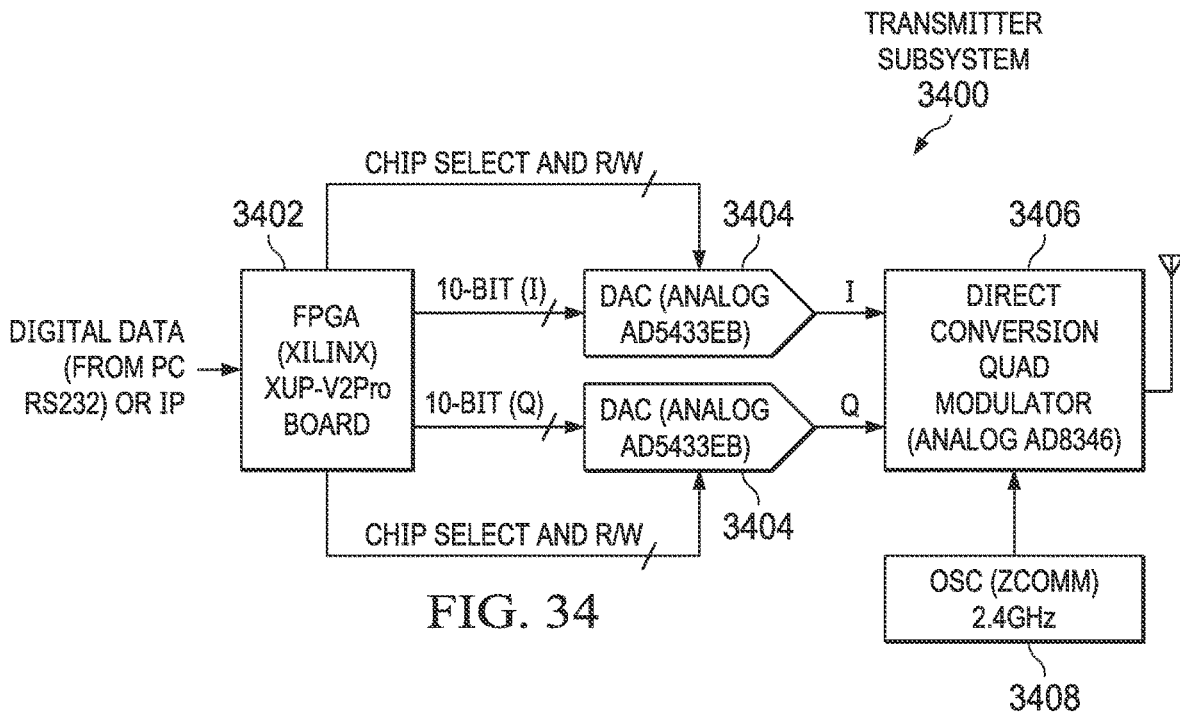 TRANSMITTER
SUBSYSTEM
3400
CHIP SELECT AND R/W
3402
3404
3406
10-BIT (I)
DAC (ANALOG
AD5433EB)
I
DIGITAL DATA
(FROM PC
RS232) OR IP
FPGA
(XILINX)
XUP-V2Pro
BOARD
DIRECT
CONVERSION
QUAD
MODULATOR
(ANALOG AD8346)
10-BIT (Q)
DAC (ANALOG
AD5433EB)
Q
3404
CHIP SELECT AND R/W
OSC (ZCOMM)
2.4GHz
FIG. 34
3408